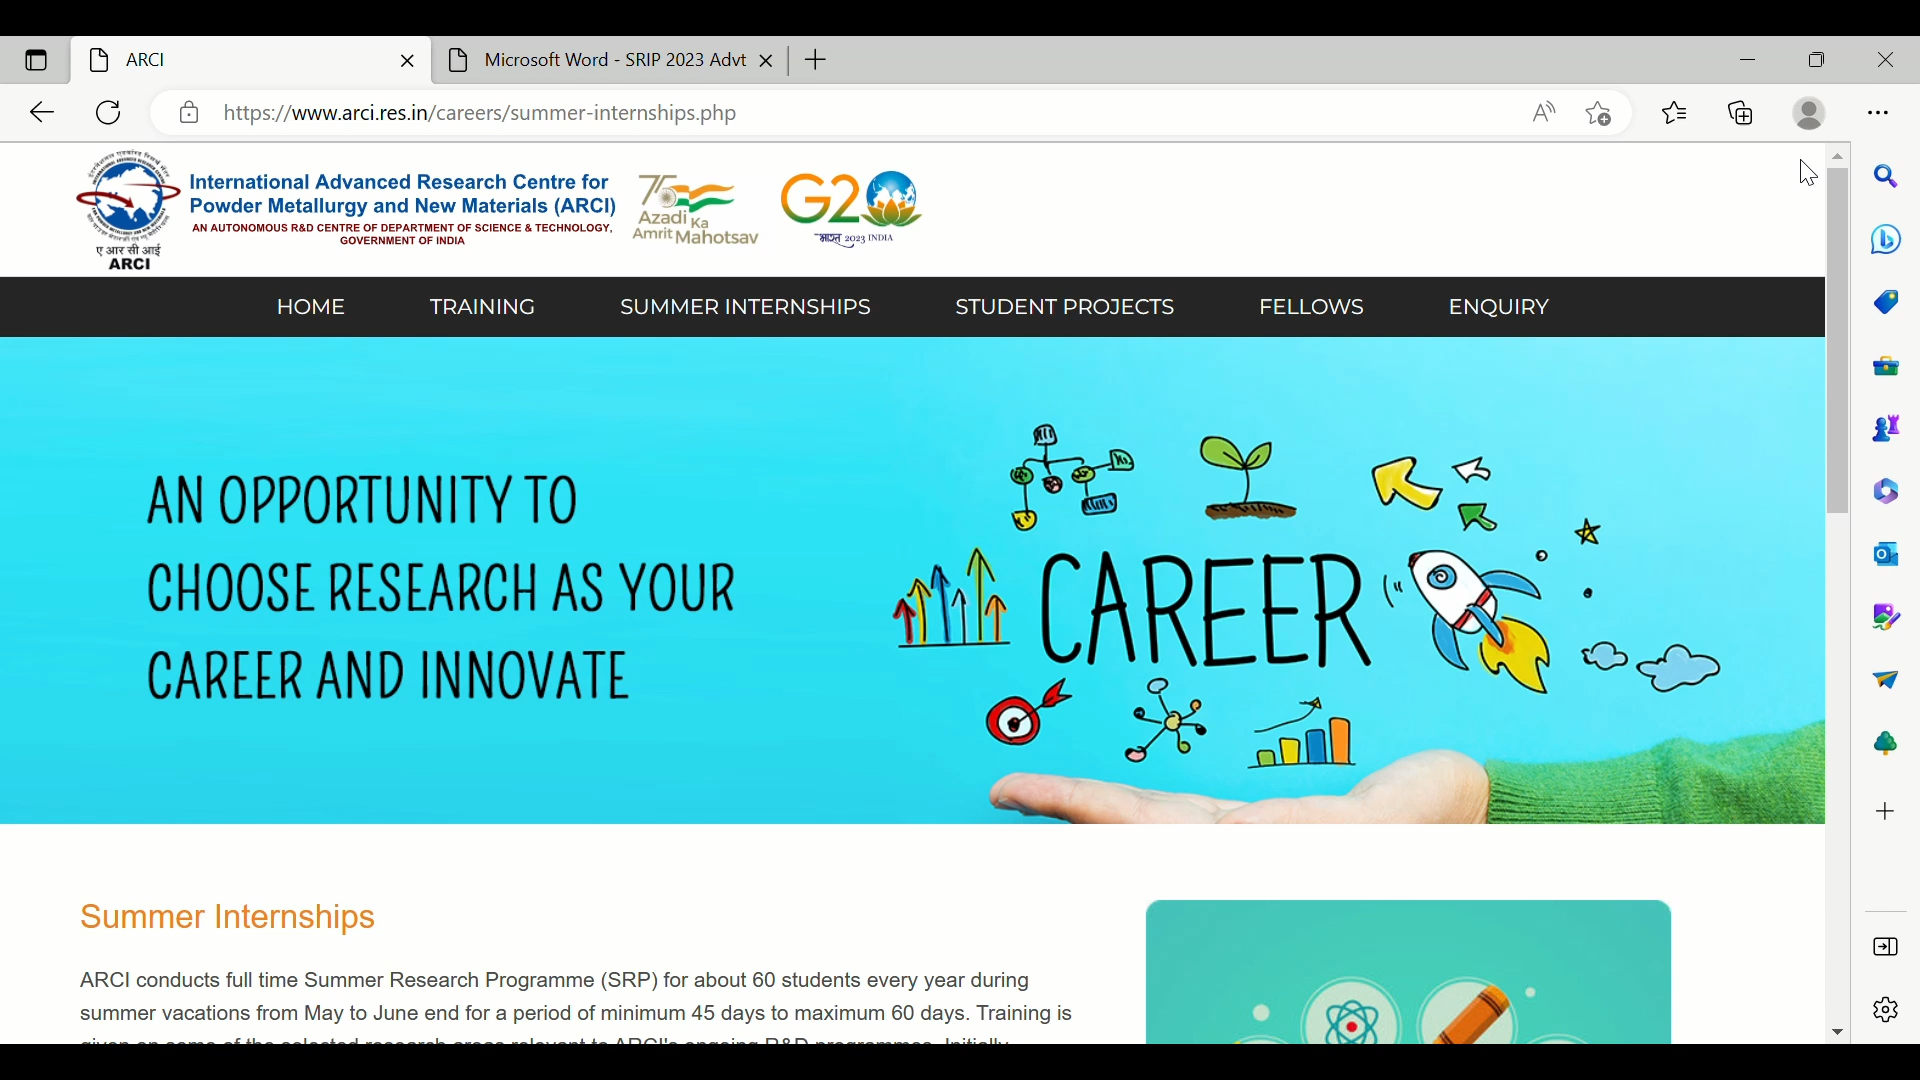 ARCI
Microsoft Word - SRIP 2023 Advt
https://www.arci.res.in/careers/summer-internships.php
International Advanced Research Centre for
Powder Metallurgy and New Materials (ARCI)
AN AUTONOMOUS R&D CENTRE OF DEPARTMENT OF SCIENCE & TECHNOLOGY,
GOVERNMENT OF INDIA
ए आर सी आई
ARCI
75
Azadi Ka
Amrit Mahotsav
G20
भारत 2023 INDIA
HOME TRAINING SUMMER INTERNSHIPS STUDENT PROJECTS FELLOWS ENQUIRY
AN OPPORTUNITY TO
CHOOSE RESEARCH AS YOUR
CAREER AND INNOVATE
CAREER
Summer Internships
ARCI conducts full time Summer Research Programme (SRP) for about 60 students every year during
summer vacations from May to June end for a period of minimum 45 days to maximum 60 days. Training is